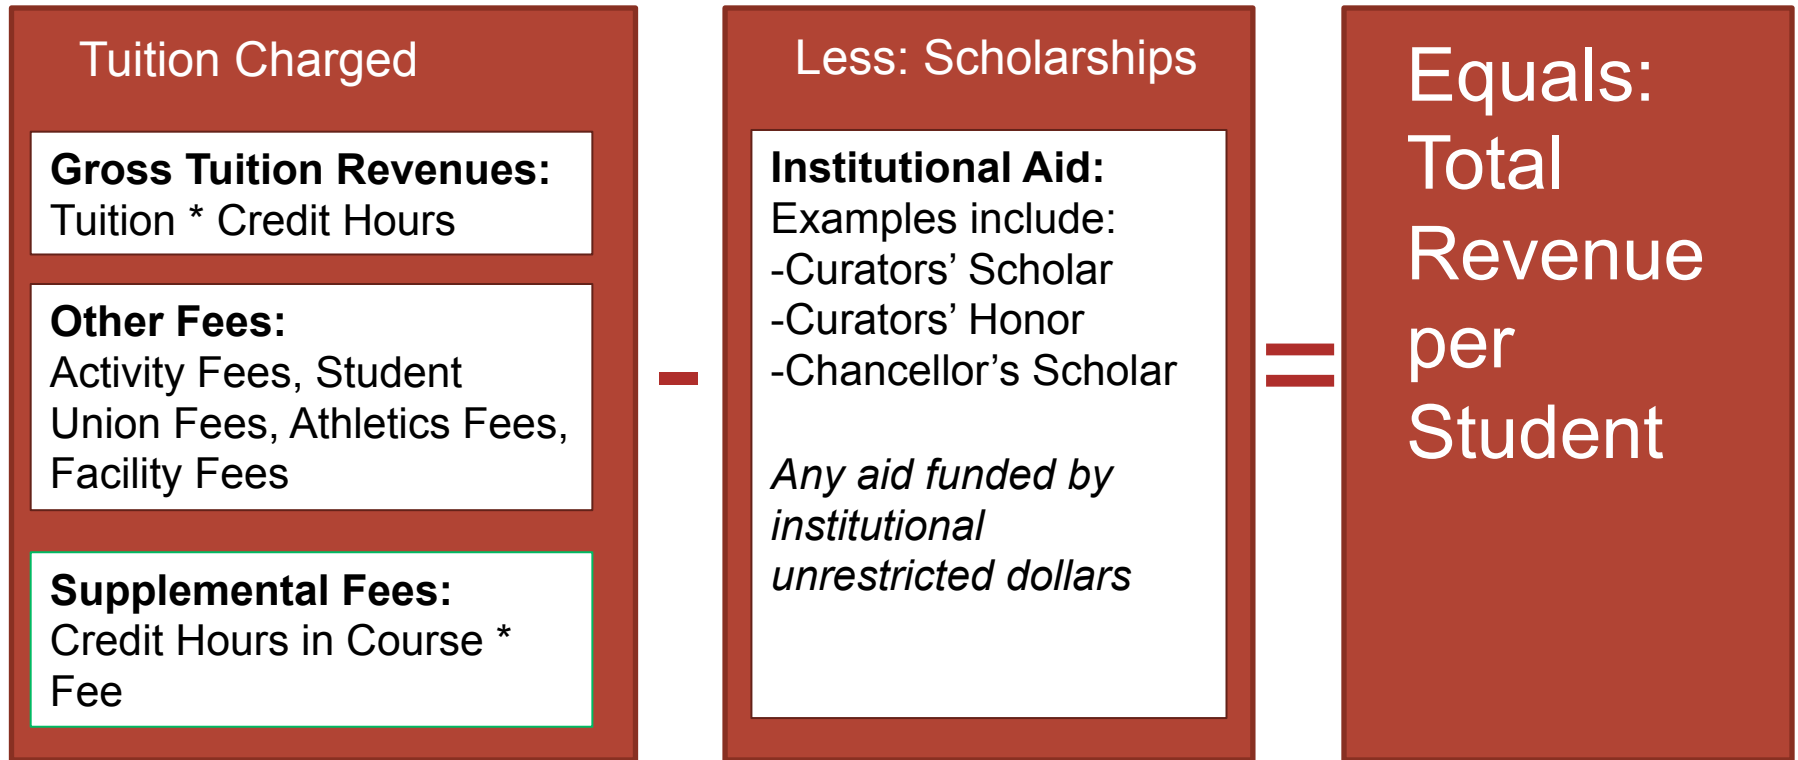 Tuition Charged
Gross Tuition Revenues:
Tuition * Credit Hours
Other Fees:
Activity Fees, Student
Union Fees, Athletics Fees,
Facility Fees
Supplemental Fees:
Credit Hours in Course *
Fee
-
Less: Scholarships
Institutional Aid:
Examples include:
-Curators’ Scholar
-Curators’ Honor
-Chancellor’s Scholar
Any aid funded by
institutional
unrestricted dollars
=
Equals:
Total
Revenue
per
Student